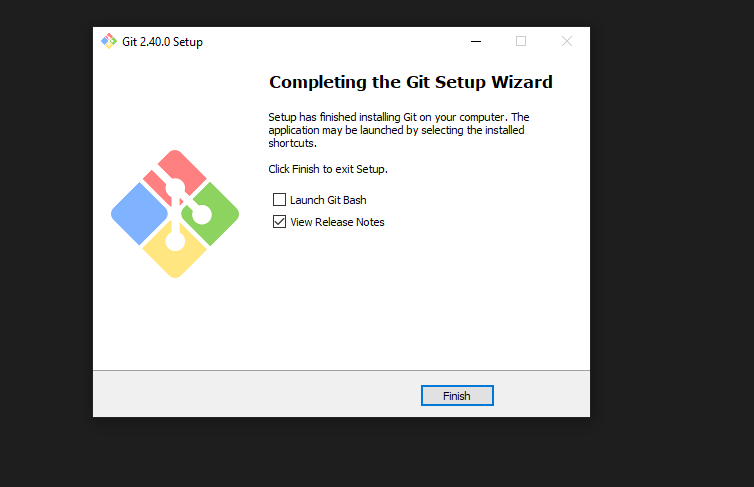 Git 2.40.0 Setup
Completing the Git Setup Wizard
Setup has finished installing Git on your computer. The
application may be launched by selecting the installed
shortcuts.
Click Finish to exit Setup.
Launch Git Bash
View Release Notes
Finish